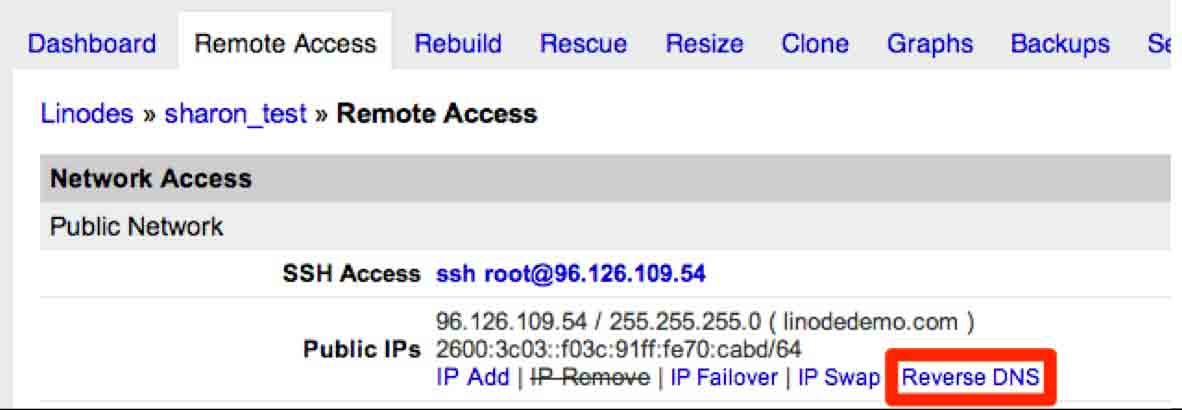 Dashboard Remote Access Rebuild Rescue Resize Clone Graphs Backups
Linodes » sharon_test » Remote Access
Network Access
Public Network
SSH Access ssh root@96.126.109.54
96.126.109.54 / 255.255.255.0 ( linodedemo.com )
Public IPs 2600:3c03::f03c:91ff:fe70:cabd/64
IP Add | IP Remove | IP Failover | IP Swap Reverse DNS